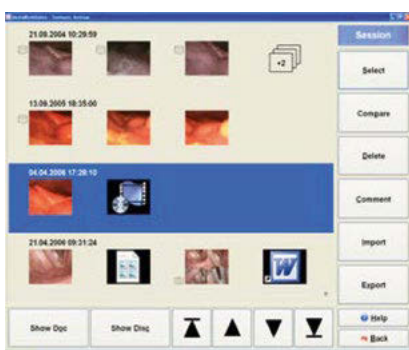 21.09.2004 10:29:59
Session
+2
Select
13.09.2005 18:35:00
Compare
Delete
04.04.2006 17:28:10
Comment
21.04.2006 09:31:24
Import
W
Export
Show Doc
Show Disc
Help
Back